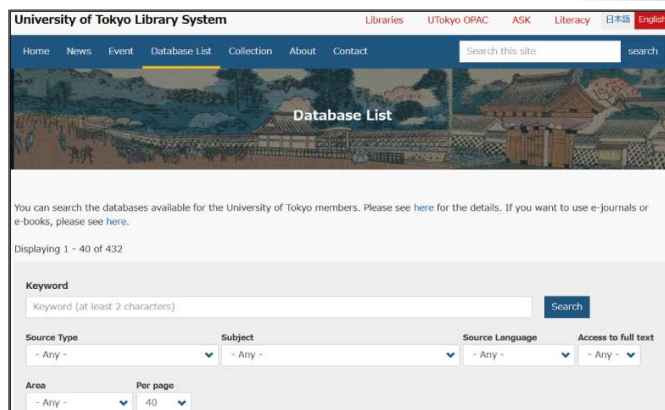 University of Tokyo Library System
Libraries UTokyo OPAC ASK Literacy 日本語 English
Home News Event Database List Collection About Contact Search this site search
Database List
You can search the databases available for the University of Tokyo members. Please see here for the details. If you want to use e-journals or
e-books, please see here.
Displaying 1 - 40 of 432
Keyword
Keyword (at least 2 characters) Search
Source Type Subject Source Language Access to full text
- Any - - Any - - Any - - Any -
Area Per page
- Any - 40